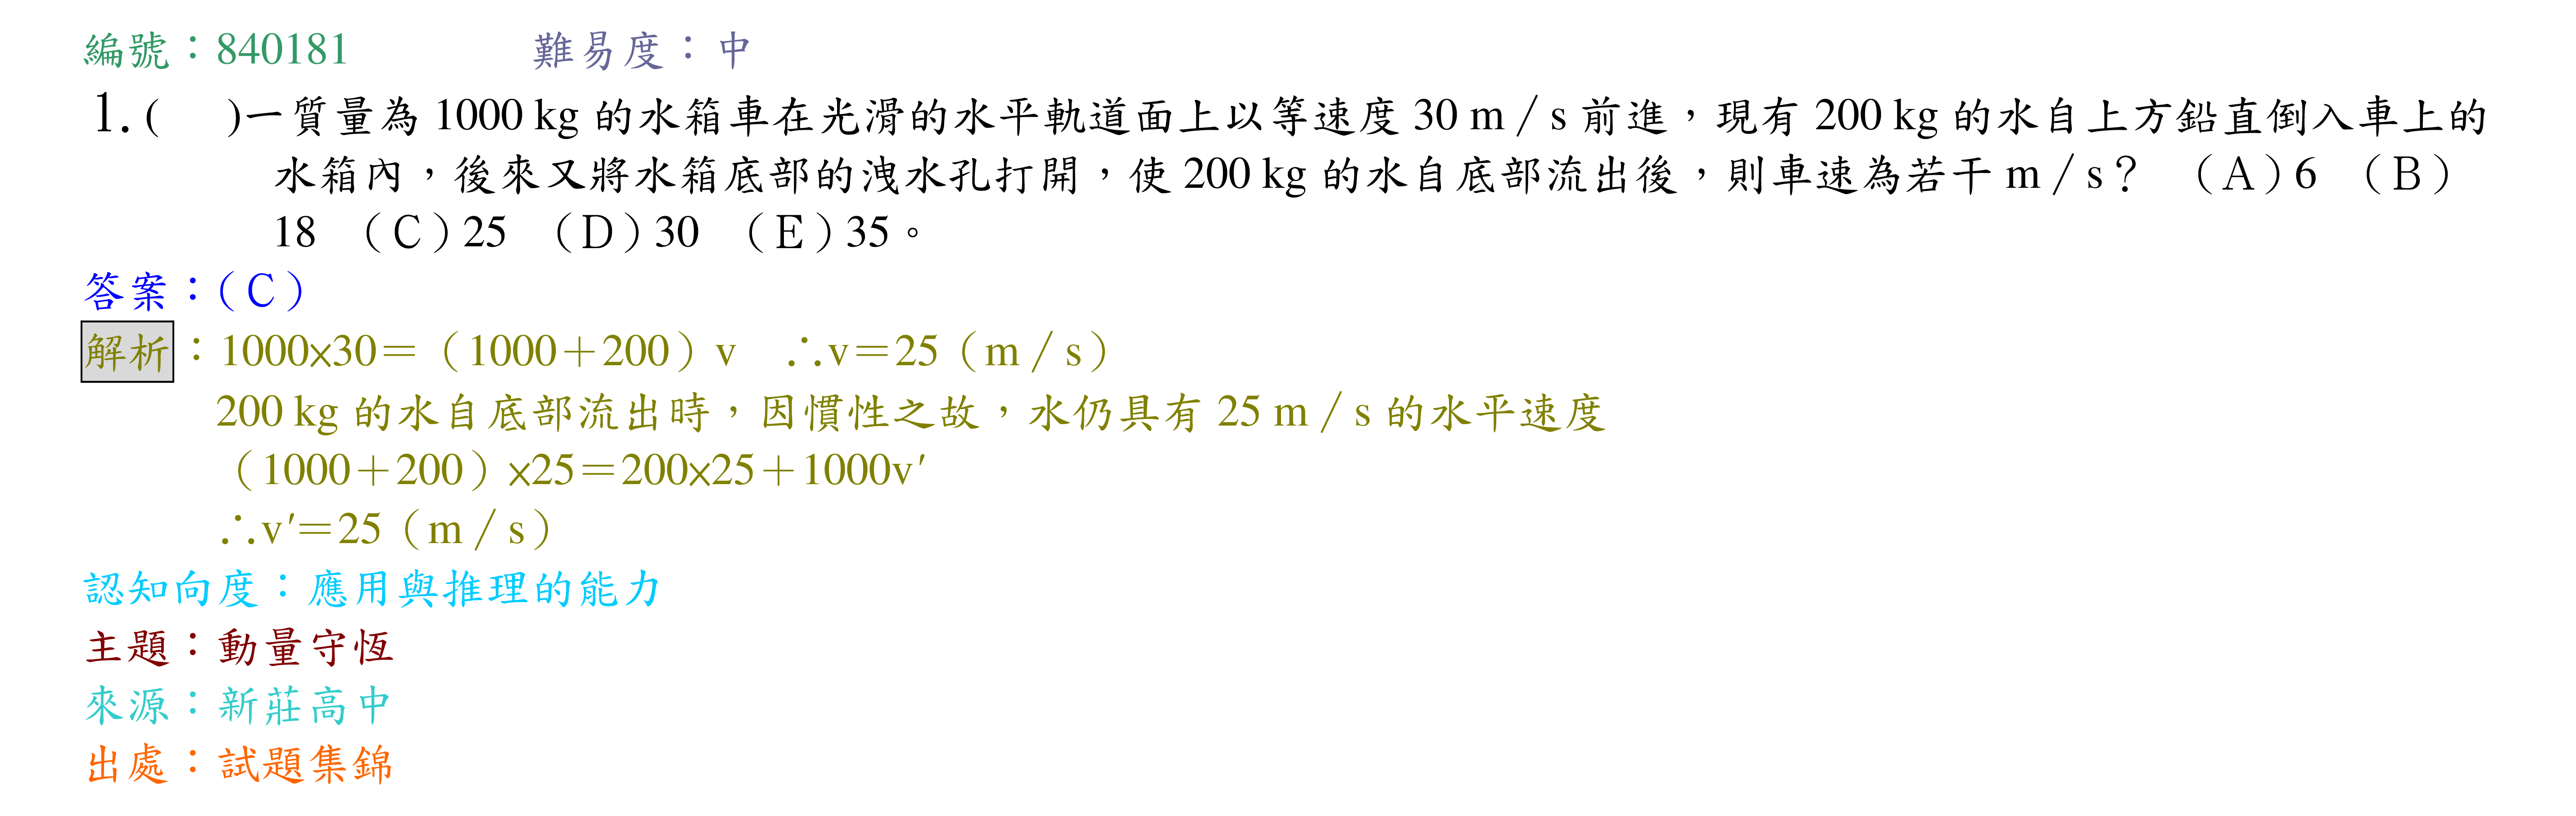 編號：840181 難易度：中
1.( )一質量為 1000 kg 的水箱車在光滑的水平軌道面上以等速度 30 m／s 前進，現有 200 kg 的水自上方鉛直倒入車上的
水箱內，後來又將水箱底部的洩水孔打開，使 200 kg 的水自底部流出後，則車速為若干 m／s？ （A）6 （B）
18 （C）25 （D）30 （E）35。
答案：（C）
解析：1000×30＝（1000＋200）v ∴v＝25（m／s）
200 kg 的水自底部流出時，因慣性之故，水仍具有 25 m／s 的水平速度
（1000＋200）×25＝200×25＋1000v′
∴v′＝25（m／s）
認知向度：應用與推理的能力
主題：動量守恆
來源：新莊高中
出處：試題集錦